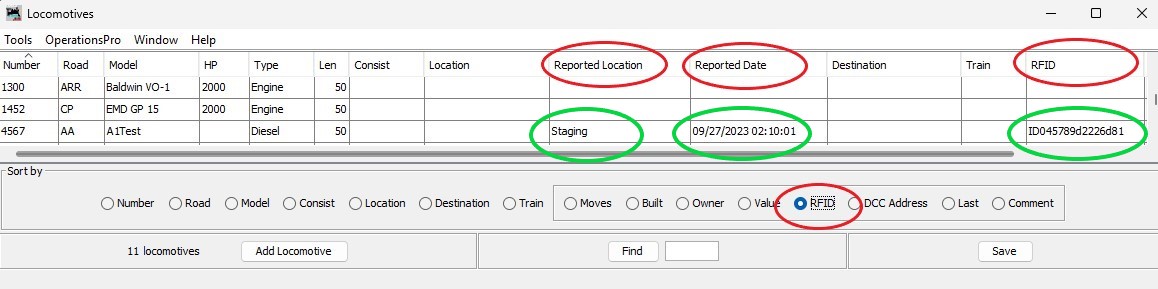 Locomotives
Tools OperationsPro Window Help
Number Road Model HP Type Len Consist Location Reported Location Reported Date Destination Train RFID
1300 ARR Baldwin VO-1 2000 Engine 50
1452 CP EMD GP 15 2000 Engine 50
4567 AA A1Test Diesel 50 Staging 09/27/2023 02:10:01 ID045789d2226d81
Sort by
Number Road Model Consist Location Destination Train Moves Built Owner Value RFID DCC Address Last Comment
11 locomotives Add Locomotive Find Save